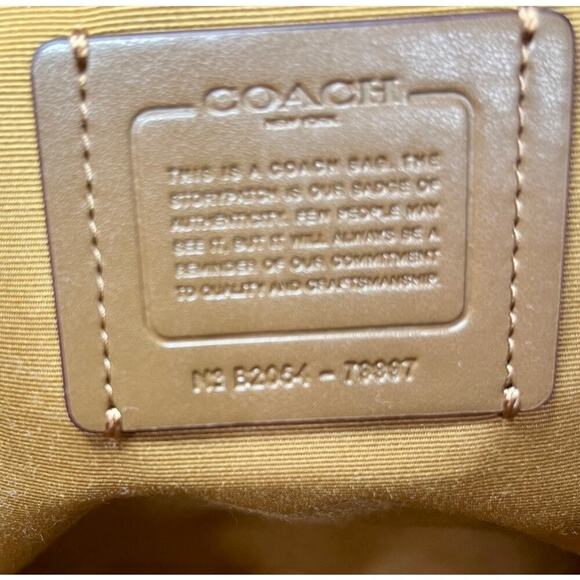 COACH
NEW YORK
THIS IS A COACH BAG. THE
STORYPATCH IS OUR BADGE OF
AUTHENTICITY. FEW PEOPLE MAY
SEE IT, BUT IT WILL ALWAYS BE A
REMINDER OF OUR COMMITMENT
TO QUALITY AND CRAFTSMANSHIP.
Nº B2054 –